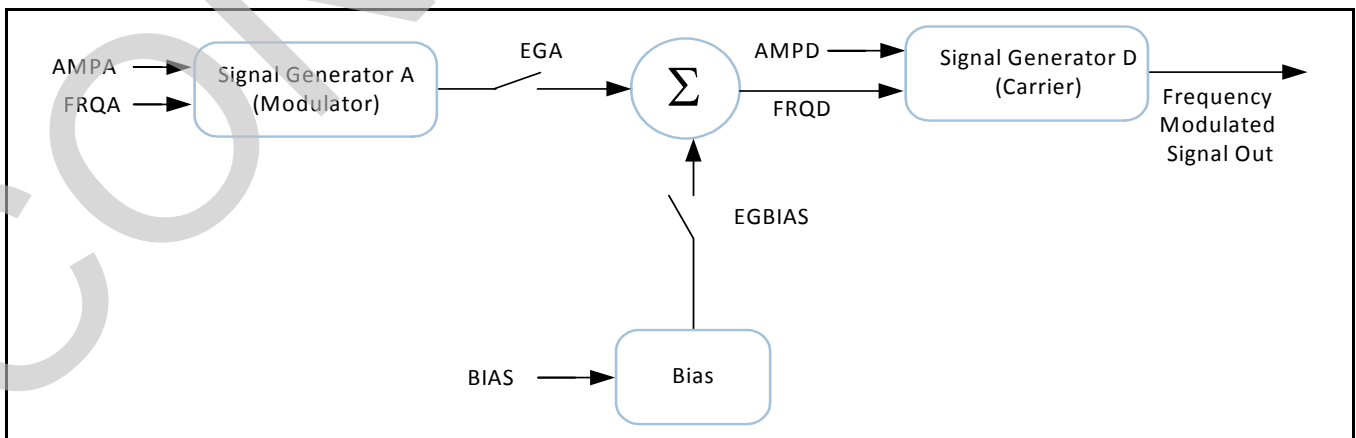 EGA
AMPA
FRQA
Signal Generator A
(Modulator)
Σ
AMPD
FRQD
Signal Generator D
(Carrier)
Frequency
Modulated
Signal Out
EGBIAS
BIAS
Bias